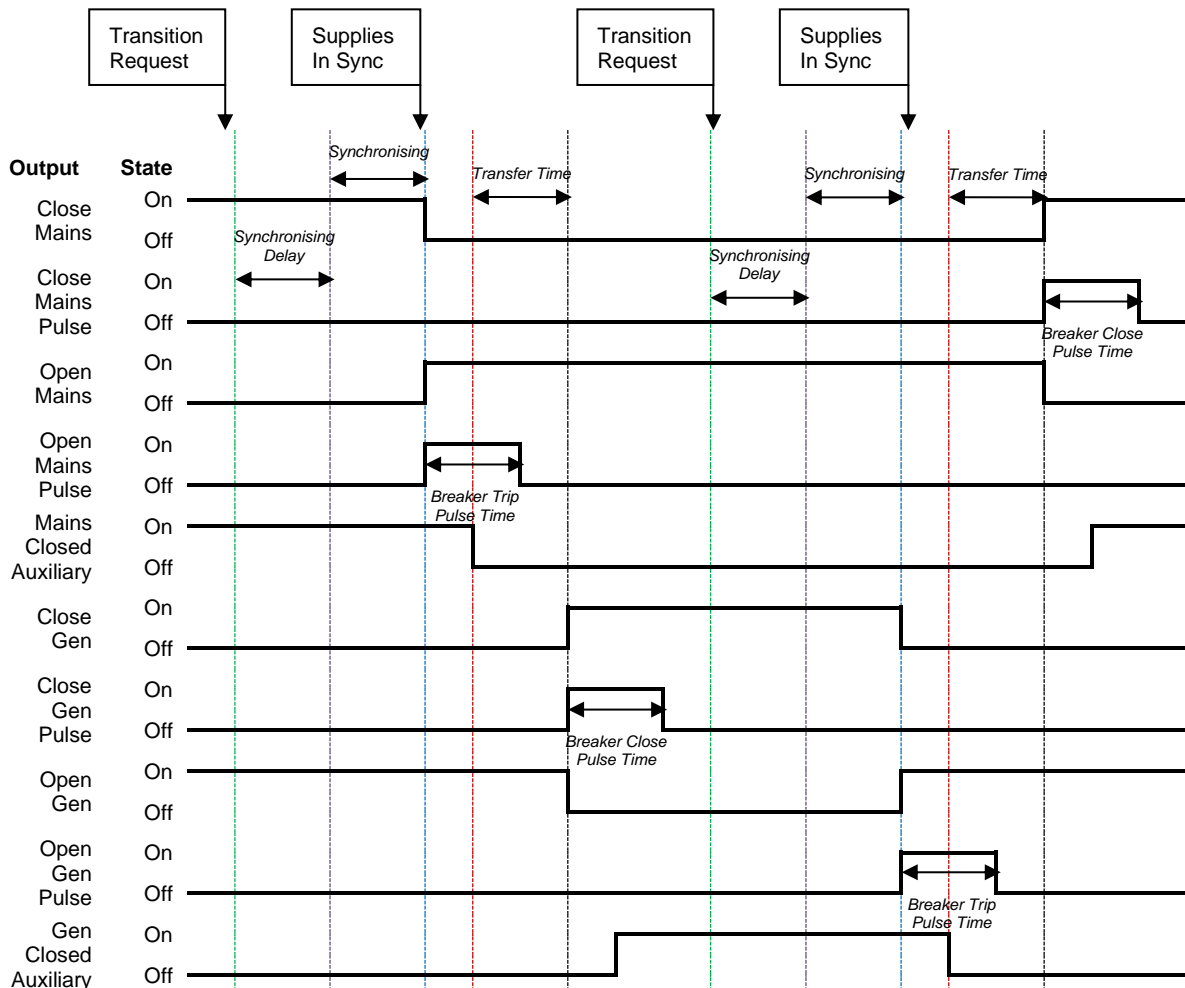 Transition
Request
Supplies
In Sync
Transition
Request
Supplies
In Sync
Output State
Synchronising
Transfer Time
Synchronising
Transfer Time
Close
Mains
On
Off
Synchronising
Delay
Synchronising
Delay
Close
Mains
Pulse
On
Off
Breaker Close
Pulse Time
Open
Mains
On
Off
Open
Mains
Pulse
On
Off
Breaker Trip
Pulse Time
Mains
Closed
Auxiliary
On
Off
Close
Gen
On
Off
Close
Gen
Pulse
On
Off
Breaker Close
Pulse Time
Open
Gen
On
Off
Open
Gen
Pulse
On
Off
Breaker Trip
Pulse Time
Gen
Closed
Auxiliary
On
Off